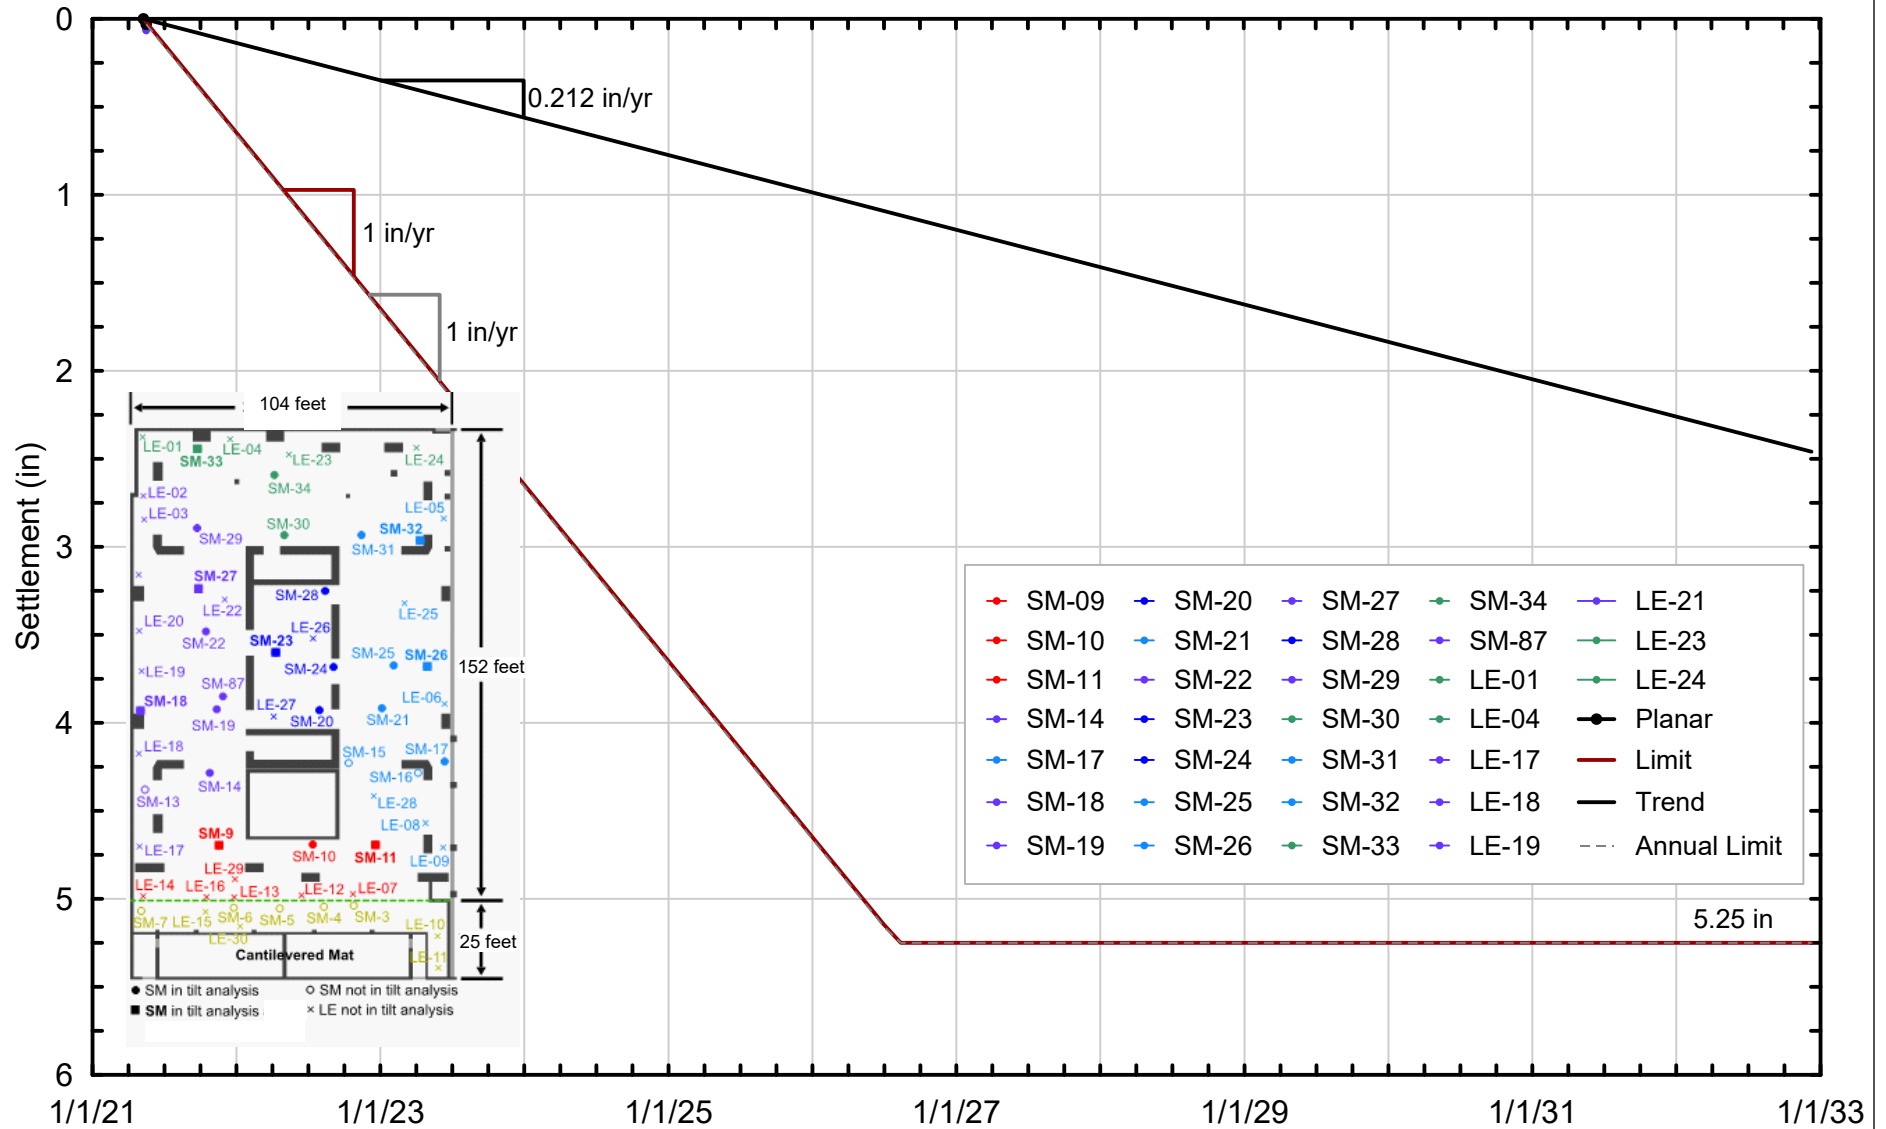 0
1
2
3
4
5
6
Settlement (in)
1/1/21
1/1/23
1/1/25
1/1/27
1/1/29
1/1/31
1/1/33
0.212 in/yr
1 in/yr
1 in/yr
5.25 in
104 feet
152 feet
25 feet
LE-01
LE-04
SM-33
LE-23
LE-24
SM-34
LE-02
LE-03
LE-05
SM-30
SM-32
SM-29
SM-31
SM-27
SM-28
LE-22
LE-25
LE-20
LE-26
SM-22
SM-23
SM-25
SM-26
LE-19
SM-24
SM-87
SM-18
LE-27
LE-06
SM-19
SM-20
SM-21
LE-18
SM-15
SM-17
SM-16
SM-14
SM-13
LE-28
LE-08
SM-9
LE-17
SM-10
SM-11
LE-09
LE-29
LE-14
LE-16
LE-13
LE-12
LE-07
SM-7
LE-15
SM-6
SM-5
SM-4
SM-3
LE-10
LE-30
Cantilevered Mat
LE-11
SM in tilt analysis
SM not in tilt analysis
SM in tilt analysis
LE not in tilt analysis
SM-09
SM-20
SM-27
SM-34
LE-21
SM-10
SM-21
SM-28
SM-87
LE-23
SM-11
SM-22
SM-29
LE-01
LE-24
SM-14
SM-23
SM-30
LE-04
Planar
SM-17
SM-24
SM-31
LE-17
Limit
SM-18
SM-25
SM-32
LE-18
Trend
SM-19
SM-26
SM-33
LE-19
Annual Limit